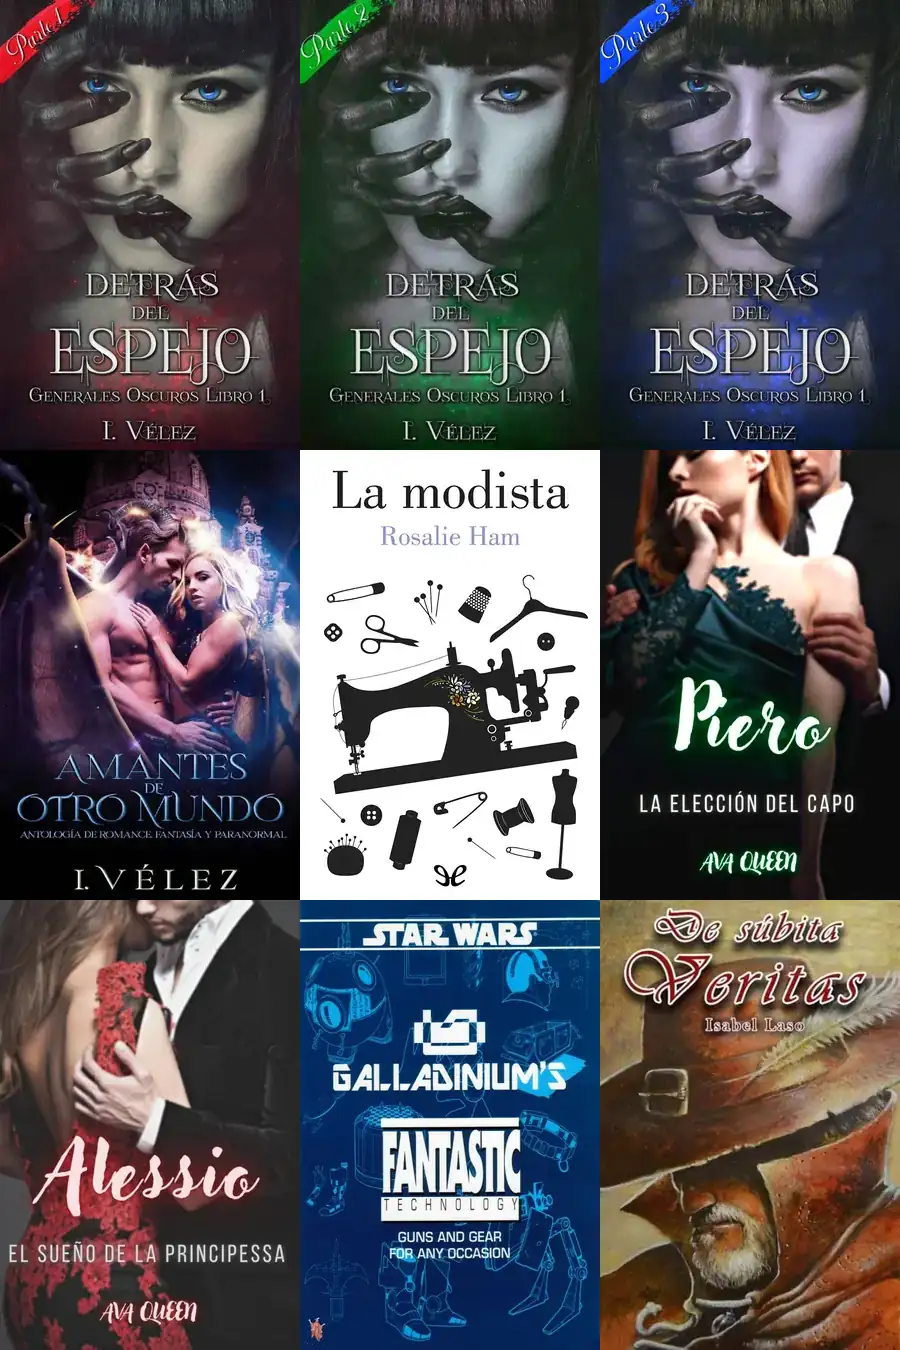 Parte 1
DETRÁS
DEL
ESPEJO
GENERALES OSCUROS LIBRO 1
I. VÉLEZ
Parte 2
DETRÁS
DEL
ESPEJO
GENERALES OSCUROS LIBRO 1
I. VÉLEZ
Parte 3
DETRÁS
DEL
ESPEJO
GENERALES OSCUROS LIBRO 1
I. VÉLEZ
AMANTES
DE
OTRO MUNDO
ANTOLOGÍA DE ROMANCE, FANTASÍA Y PARANORMAL
I. VÉLEZ
La modista
Rosalie Ham
Piero
LA ELECCIÓN DEL CAPO
AVA QUEEN
Alessio
EL SUEÑO DE LA PRINCIPESSA
AVA QUEEN
STAR WARS
GALLADINIUM'S
FANTASTIC
TECHNOLOGY
GUNS AND GEAR
FOR ANY OCCASION
De súbita
Veritas
Isabel Laso